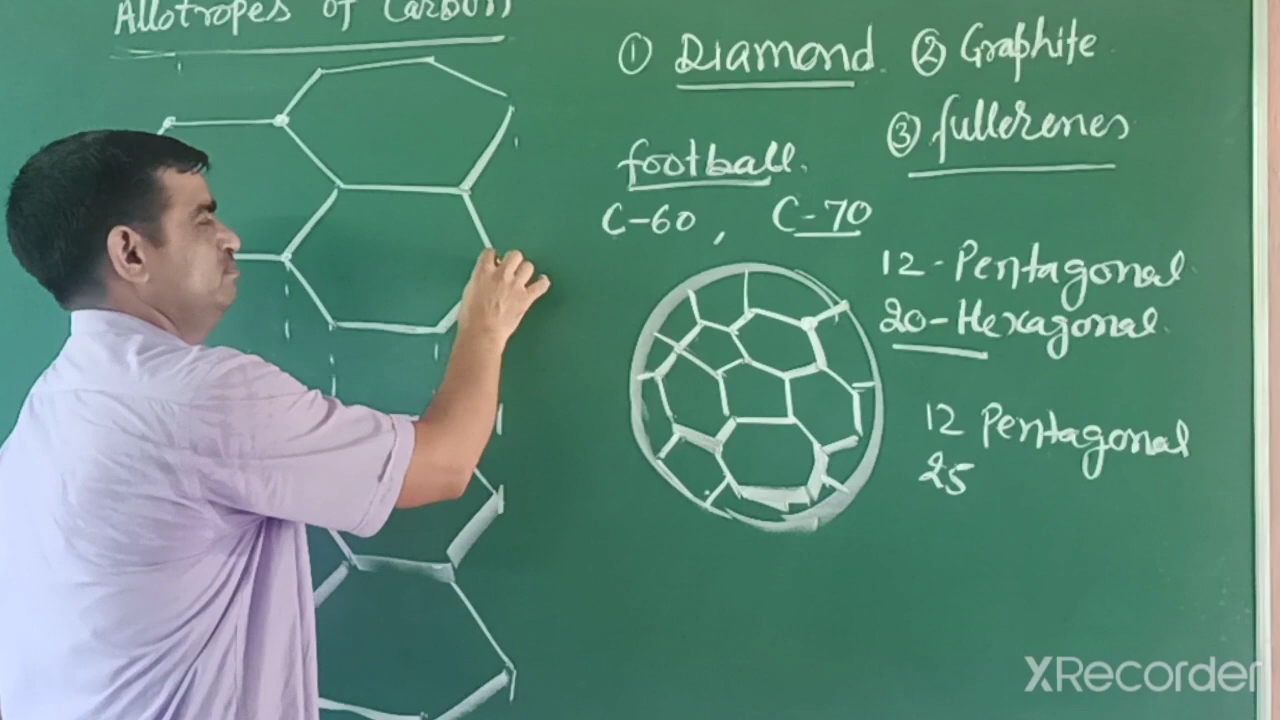 Allotropes of Carbon
① Diamond. ② Graphite
③ fullerenes
football.
C-60, C-70
12-Pentagonal
20-Hexagonal.
12 Pentagonal
25
XRecorder